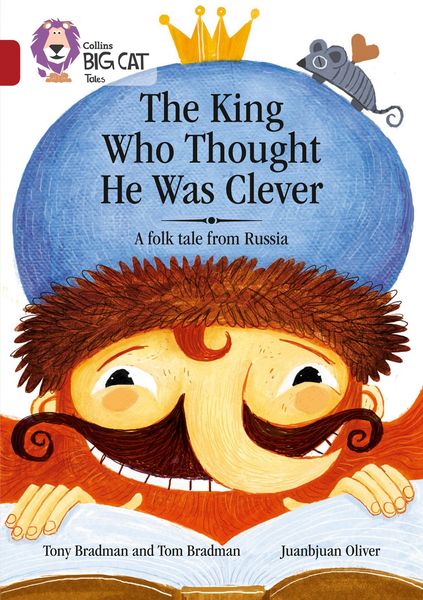 Collins
BIG CAT
Tales
The King
Who Thought
He Was Clever
A folk tale from Russia
Tony Bradman and Tom Bradman
Juanbjuan Oliver